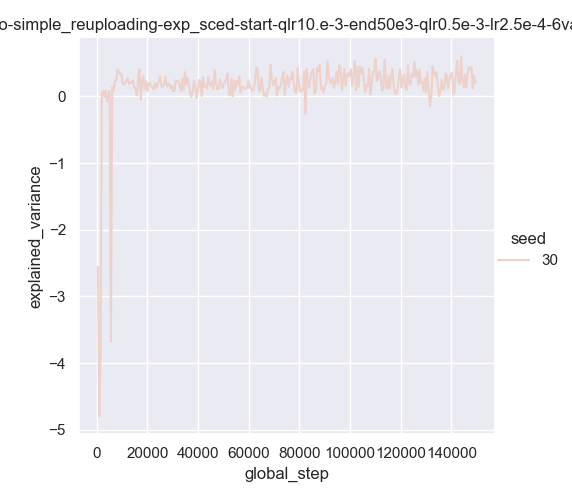 o-simple_reuploading-exp_sced-start-qlr10.e-3-end50e3-qlr0.5e-3-lr2.5e-4-6va
0
−1
−2
−3
−4
−5
explained_variance
0 20000 40000 60000 80000 100000 120000 140000
global_step
seed
30